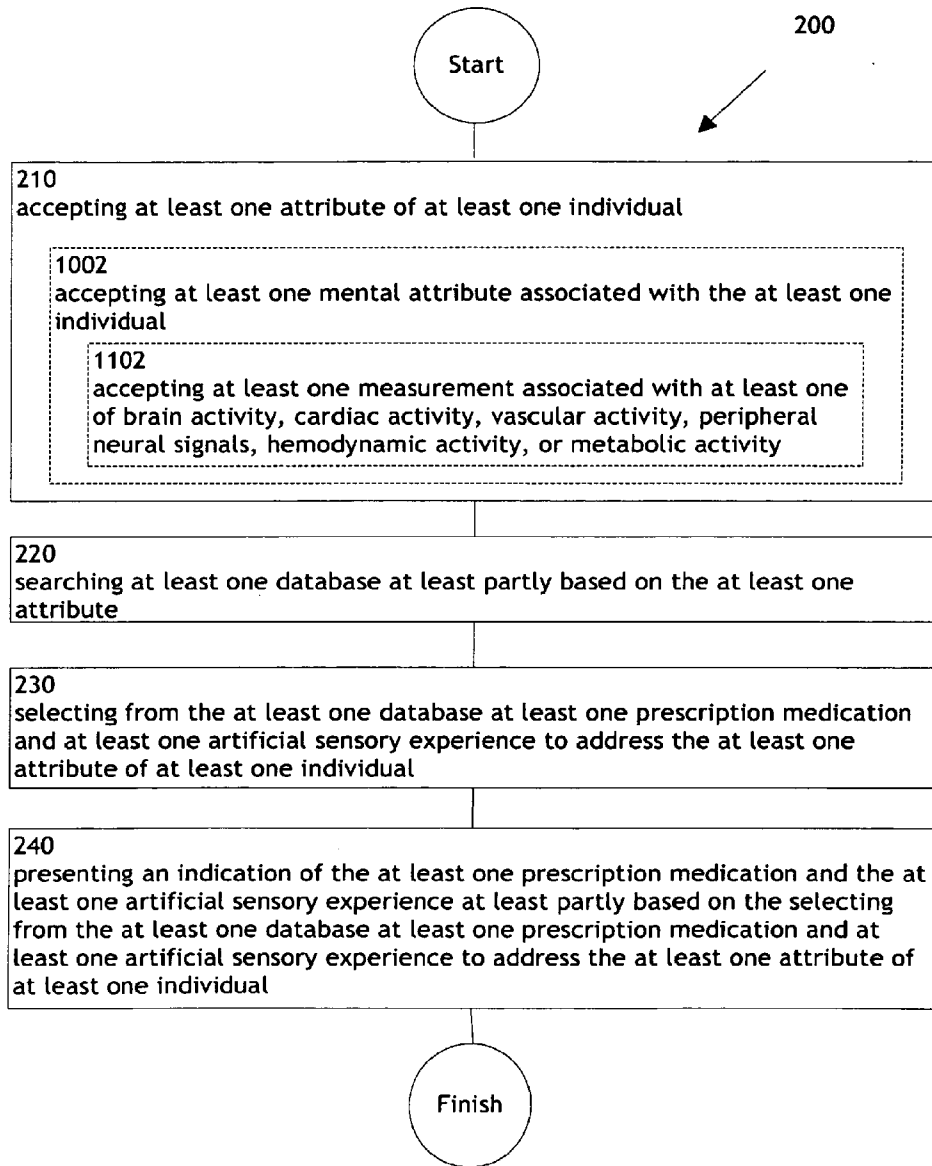 200
Start
210
accepting at least one attribute of at least one individual
1002
accepting at least one mental attribute associated with the at least one
individual
1102
accepting at least one measurement associated with at least one
of brain activity, cardiac activity, vascular activity, peripheral
neural signals, hemodynamic activity, or metabolic activity
220
searching at least one database at least partly based on the at least one
attribute
230
selecting from the at least one database at least one prescription medication
and at least one artificial sensory experience to address the at least one
attribute of at least one individual
240
presenting an indication of the at least one prescription medication and the at
least one artificial sensory experience at least partly based on the selecting
from the at least one database at least one prescription medication and at
least one artificial sensory experience to address the at least one attribute of
at least one individual
Finish